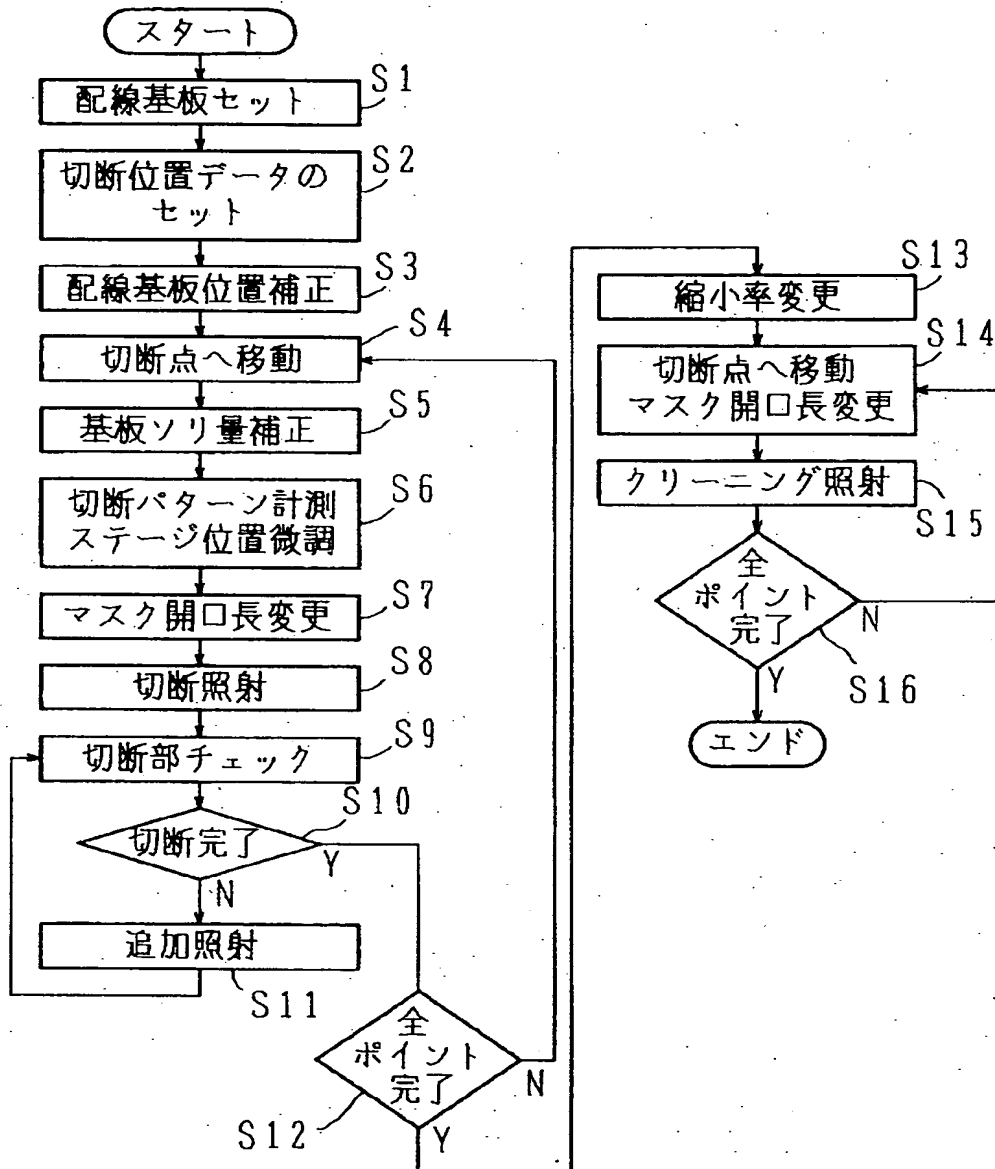 スタート
S1
配線基板セット
S2
切断位置データの
セット
S3
配線基板位置補正
S4
切断点へ移動
S5
基板ソリ量補正
S6
切断パターン計測
ステージ位置微調
S7
マスク開口長変更
S8
切断照射
S9
切断部チェック
S10
切断完了
Y
N
追加照射
S11
全
ポイント
完了
N
S12
Y
S13
縮小率変更
S14
切断点へ移動
マスク開口長変更
クリーニング照射
S15
全
ポイント
完了
N
Y
S16
エンド